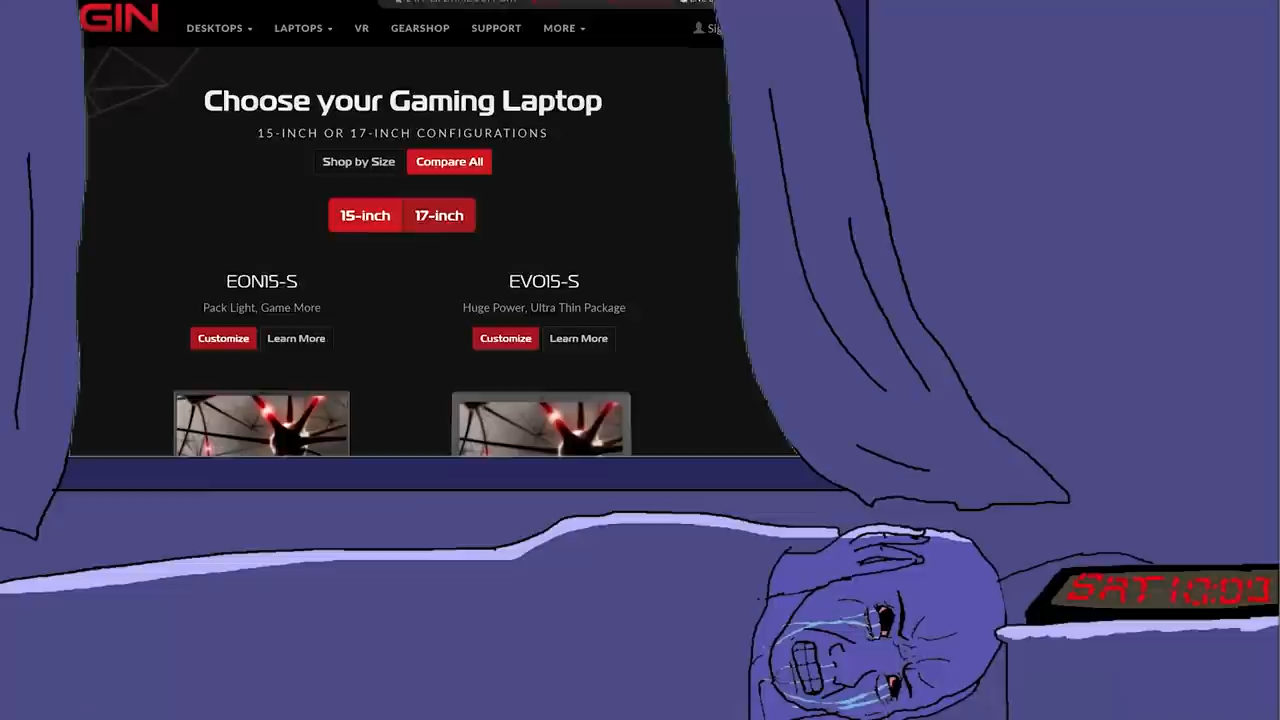 GIN
DESKTOPS LAPTOPS VR GEARSHOP SUPPORT MORE
Choose your Gaming Laptop
15-INCH OR 17-INCH CONFIGURATIONS
Shop by Size Compare All
15-inch 17-inch
EON15-S EVO15-S
Pack Light, Game More Huge Power, Ultra Thin Package
Customize Learn More Customize Learn More
SAT 10:00